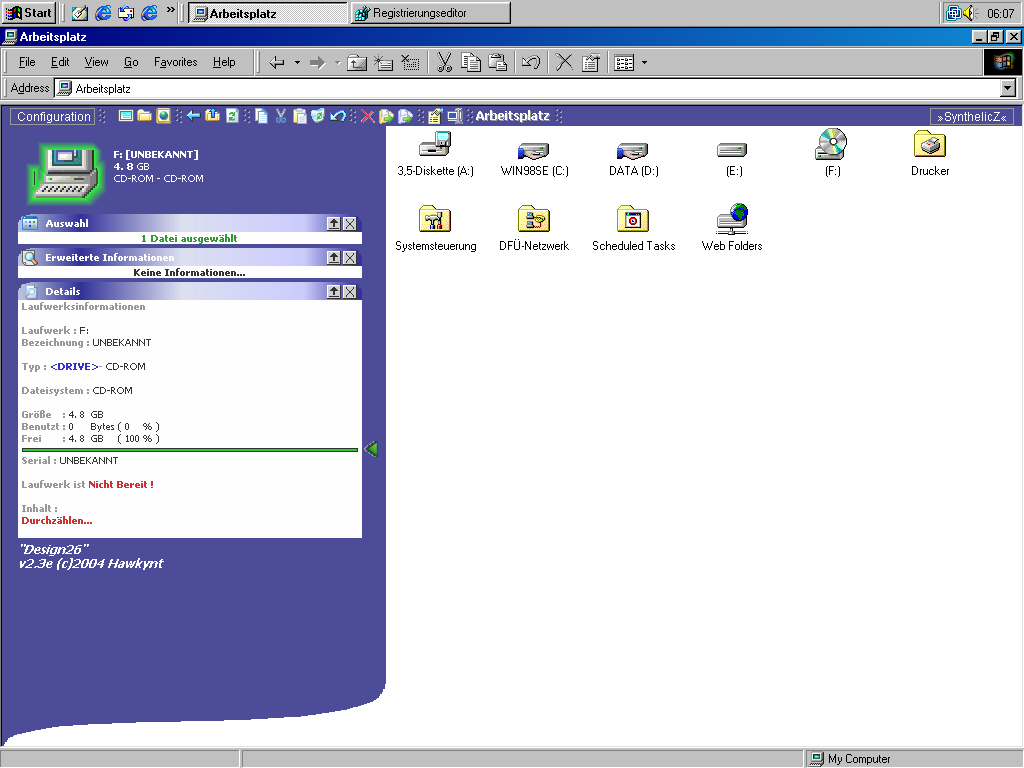 Start
»
Arbeitsplatz
Registrierungseditor
06:07
Arbeitsplatz
File Edit View Go Favorites Help
Address Arbeitsplatz
Configuration
Arbeitsplatz
»SynthelicZ«
F: [UNBEKANNT]
4. 8 GB
CD-ROM - CD-ROM
Auswahl
1 Datei ausgewählt
Erweiterte Informationen
Keine Informationen...
Details
Laufwerksinformationen
Laufwerk : F:
Bezeichnung : UNBEKANNT
Typ : <DRIVE>- CD-ROM
Dateisystem : CD-ROM
Größe : 4. 8 GB
Benutzt : 0 Bytes ( 0 % )
Frei : 4. 8 GB ( 100 % )
Serial : UNBEKANNT
Laufwerk ist Nicht Bereit !
Inhalt :
Durchzählen...
"Design26"
v2.3e (c)2004 Hawkynt
3,5-Diskette (A:) WIN98SE (C:) DATA (D:) (E:) (F:) Drucker
Systemsteuerung DFÜ-Netzwerk Scheduled Tasks Web Folders
My Computer